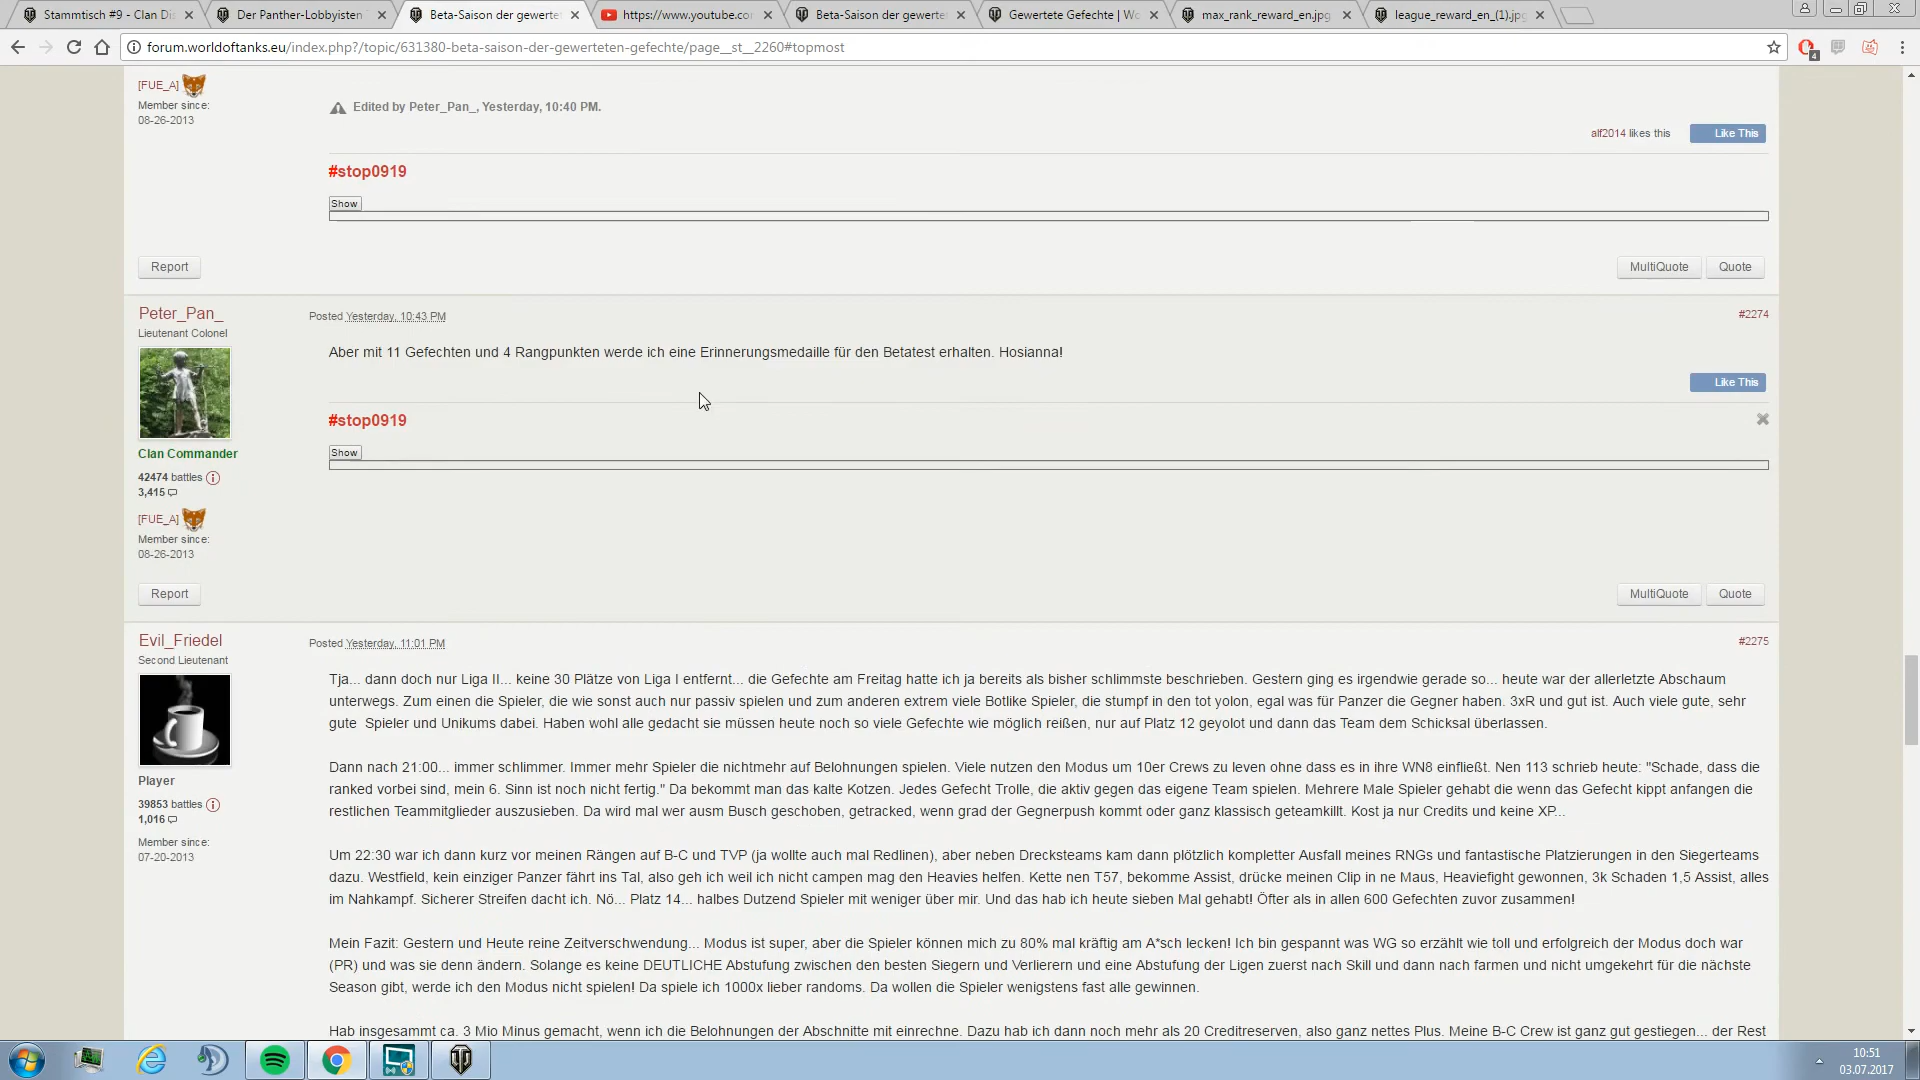 Stammtisch #9 - Clan Di
Der Panther-Lobbyisten
Beta-Saison der gewerte
https://www.youtube.com
Beta-Saison der gewerte
Gewertete Gefechte | Wo
max_rank_reward_en.jpg
league_reward_en_(1).jpg
forum.worldoftanks.eu/index.php?/topic/631380-beta-saison-der-gewerteten-gefechte/page__st__2260#topmost
4
[FUE_A]
Member since:
08-26-2013
Edited by Peter_Pan_, Yesterday, 10:40 PM.
alf2014 likes this
Like This
#stop0919
Show
Report
MultiQuote
Quote
Peter_Pan_
Posted Yesterday, 10:43 PM
#2274
Lieutenant Colonel
Aber mit 11 Gefechten und 4 Rangpunkten werde ich eine Erinnerungsmedaille für den Betatest erhalten. Hosianna!
Like This
#stop0919
Show
Clan Commander
42474 battles
3,415
[FUE_A]
Member since:
08-26-2013
Report
MultiQuote
Quote
Evil_Friedel
Posted Yesterday, 11:01 PM
#2275
Second Lieutenant
Player
39853 battles
1,016
Member since:
07-20-2013
Tja... dann doch nur Liga II... keine 30 Plätze von Liga I entfernt... die Gefechte am Freitag hatte ich ja bereits als bisher schlimmste beschrieben. Gestern ging es irgendwie gerade so... heute war der allerletzte Abschaum
unterwegs. Zum einen die Spieler, die wie sonst auch nur passiv spielen und zum anderen extrem viele Botlike Spieler, die stumpf in den tot yolon, egal was für Panzer die Gegner haben. 3xR und gut ist. Auch viele gute, sehr
gute  Spieler und Unikums dabei. Haben wohl alle gedacht sie müssen heute noch so viele Gefechte wie möglich reißen, nur auf Platz 12 geyolot und dann das Team dem Schicksal überlassen.
Dann nach 21:00... immer schlimmer. Immer mehr Spieler die nichtmehr auf Belohnungen spielen. Viele nutzen den Modus um 10er Crews zu leven ohne dass es in ihre WN8 einfließt. Nen 113 schrieb heute: "Schade, dass die
ranked vorbei sind, mein 6. Sinn ist noch nicht fertig." Da bekommt man das kalte Kotzen. Jedes Gefecht Trolle, die aktiv gegen das eigene Team spielen. Mehrere Male Spieler gehabt die wenn das Gefecht kippt anfangen die
restlichen Teammitglieder auszusieben. Da wird mal wer ausm Busch geschoben, getracked, wenn grad der Gegnerpush kommt oder ganz klassisch geteamkillt. Kost ja nur Credits und keine XP...
Um 22:30 war ich dann kurz vor meinen Rängen auf B-C und TVP (ja wollte auch mal Redlinen), aber neben Drecksteams kam dann plötzlich kompletter Ausfall meines RNGs und fantastische Platzierungen in den Siegerteams
dazu. Westfield, kein einziger Panzer fährt ins Tal, also geh ich weil ich nicht campen mag den Heavies helfen. Kette nen T57, bekomme Assist, drücke meinen Clip in ne Maus, Heaviefight gewonnen, 3k Schaden 1,5 Assist, alles
im Nahkampf. Sicherer Streifen dacht ich. Nö... Platz 14... halbes Dutzend Spieler mit weniger über mir. Und das hab ich heute sieben Mal gehabt! Öfter als in allen 600 Gefechten zuvor zusammen!
Mein Fazit: Gestern und Heute reine Zeitverschwendung... Modus ist super, aber die Spieler können mich zu 80% mal kräftig am A*sch lecken! Ich bin gespannt was WG so erzählt wie toll und erfolgreich der Modus doch war
(PR) und was sie denn ändern. Solange es keine DEUTLICHE Abstufung zwischen den besten Siegern und Verlierern und eine Abstufung der Ligen zuerst nach Skill und dann nach farmen und nicht umgekehrt für die nächste
Season gibt, werde ich den Modus nicht spielen! Da spiele ich 1000x lieber randoms. Da wollen die Spieler wenigstens fast alle gewinnen.
Hab insgesammt ca. 3 Mio Minus gemacht, wenn ich die Belohnungen der Abschnitte mit einrechne. Dazu hab ich dann noch mehr als 20 Creditreserven, also ganz nettes Plus. Meine B-C Crew ist ganz gut gestiegen... der Rest
10:51
03.07.2017